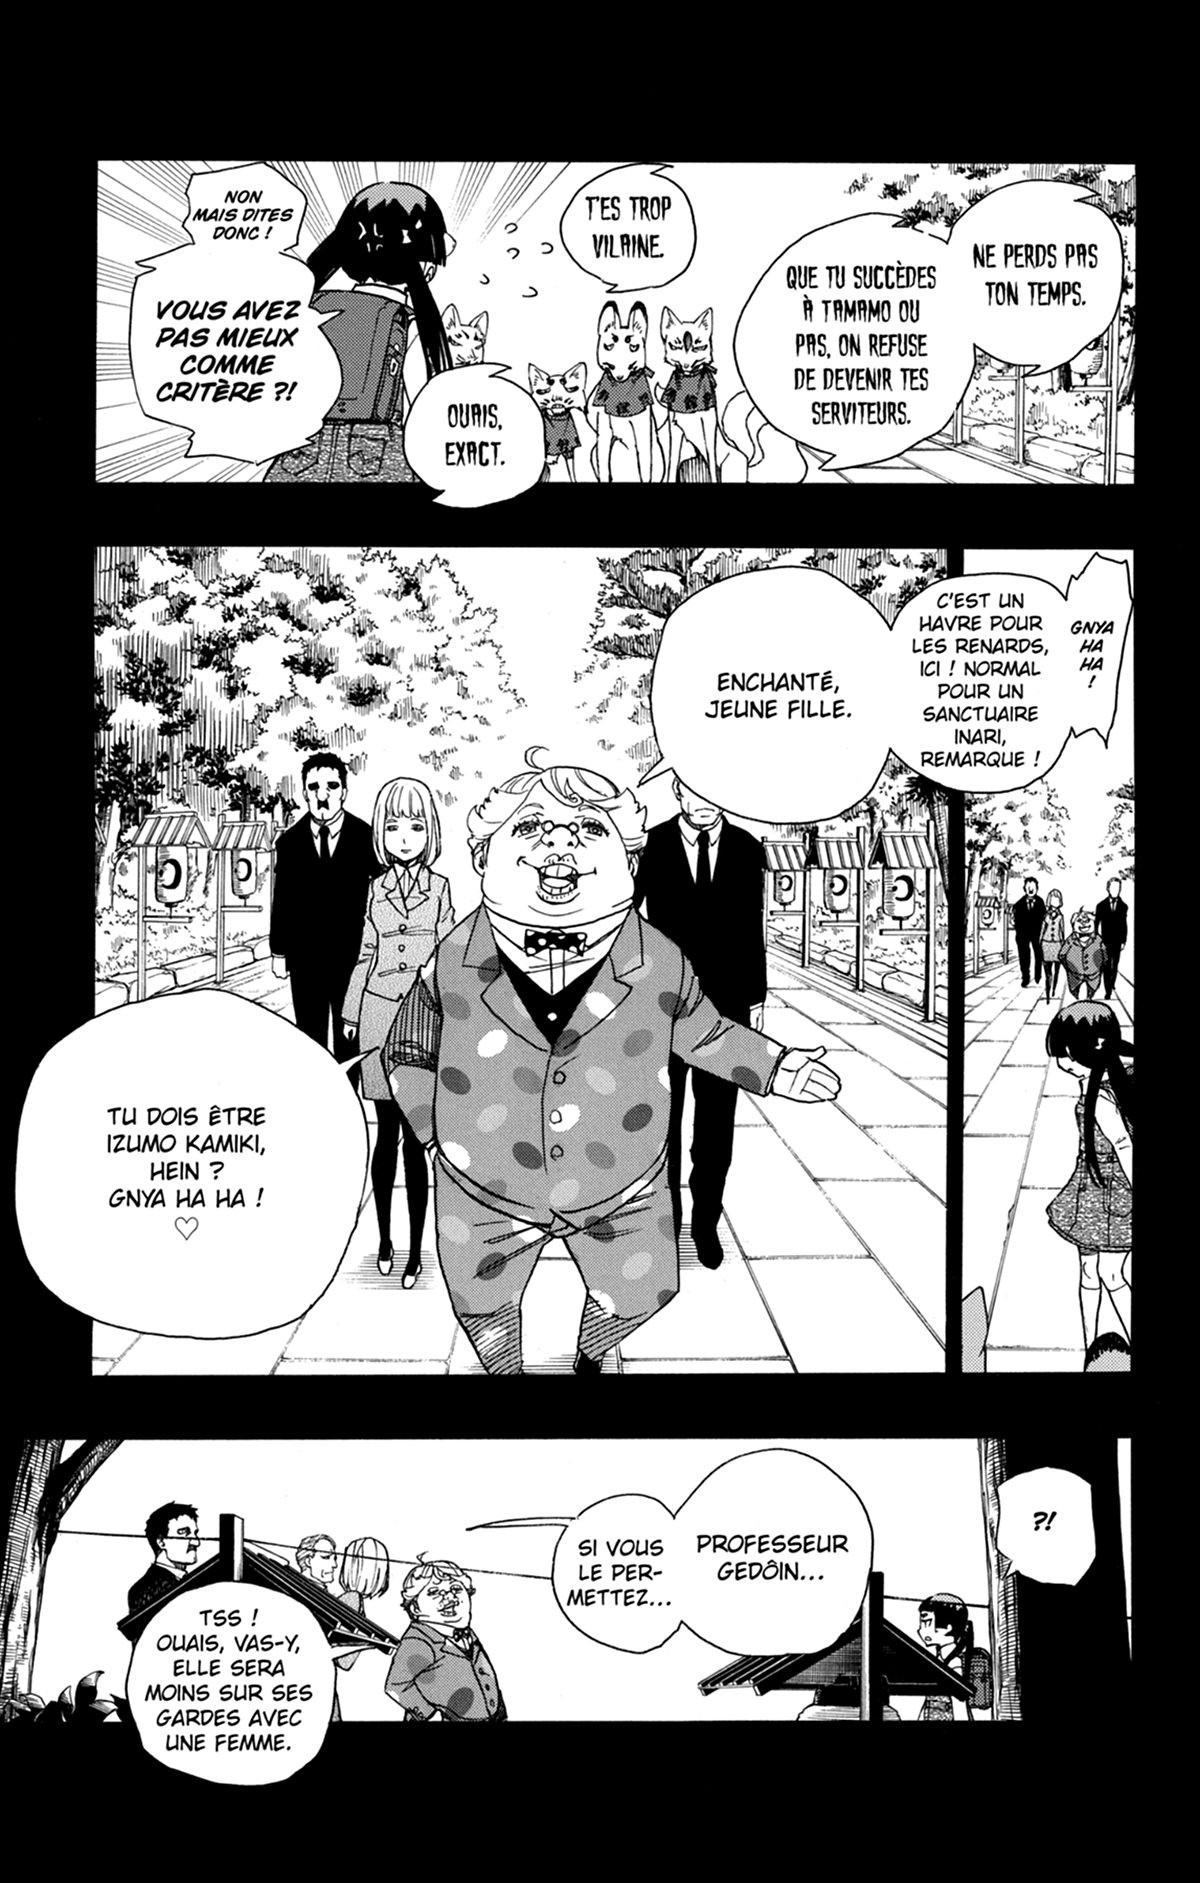 NE PERDS PAS
TON TEMPS.
QUE TU SUCCÈDES
À TAMAMO OU
PAS, ON REFUSE
DE DEVENIR TES
SERVITEURS.
T'ES TROP
VILAINE.
OUAIS,
EXACT.
NON
MAIS DITES
DONC !
VOUS AVEZ
PAS MIEUX
COMME
CRITÈRE ?!
GNYA
HA
HA
!
C'EST UN
HAVRE POUR
LES RENARDS,
ICI ! NORMAL
POUR UN
SANCTUAIRE
INARI,
REMARQUE !
ENCHANTÉ,
JEUNE FILLE.
TU DOIS ÊTRE
IZUMO KAMIKI,
HEIN ?
GNYA HA HA !
♡
?!
PROFESSEUR
GEDÔIN...
SI VOUS
LE PER-
METTEZ...
TSS !
OUAIS, VAS-Y,
ELLE SERA
MOINS SUR SES
GARDES AVEC
UNE FEMME.